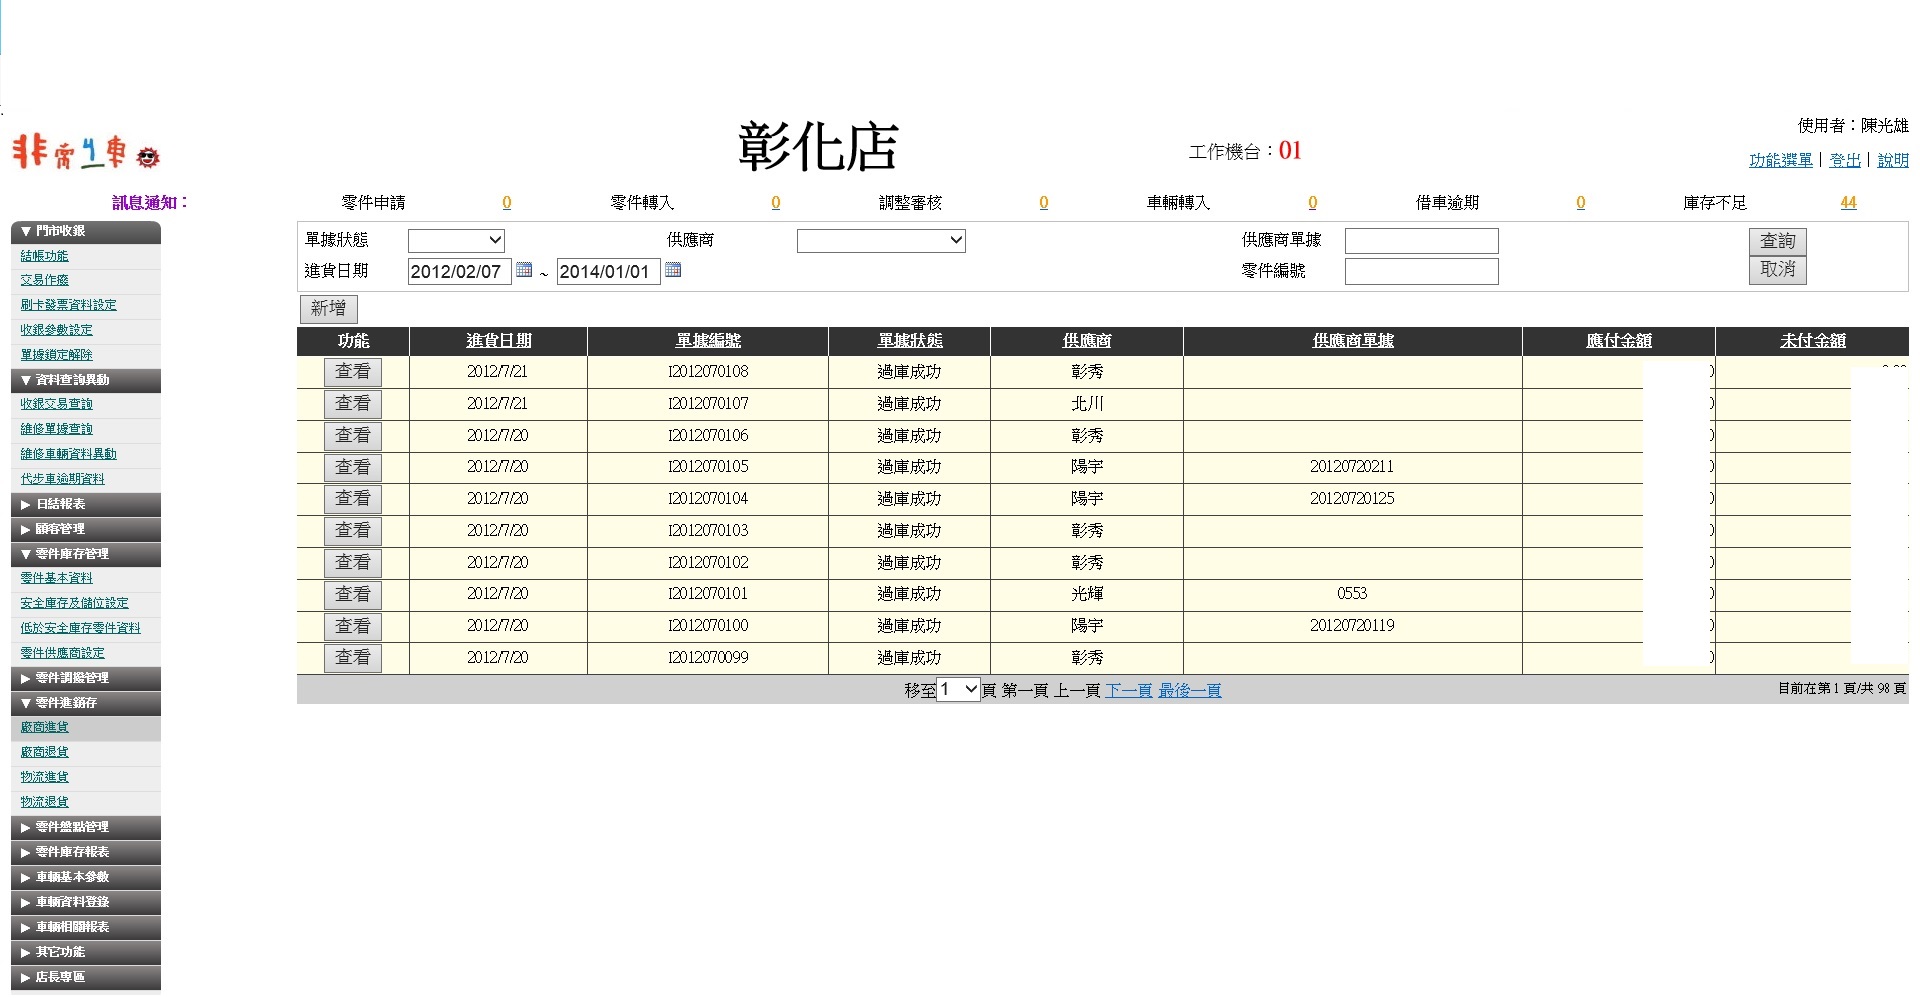 使用者：陳光雄
非常4車
彰化店
工作機台：01
功能選單 | 登出 | 說明
訊息通知： 零件申請 0 零件轉入 0 調整審核 0 車輛轉入 0 借車逾期 0 庫存不足 44
單據狀態 供應商 供應商單據 查詢
進貨日期 2012/02/07 ~ 2014/01/01 零件編號 取消
新增
功能 進貨日期 單據編號 單據狀態 供應商 供應商單據 應付金額 未付金額
查看 2012/7/21 I2012070108 過庫成功 彰秀
查看 2012/7/21 I2012070107 過庫成功 北川
查看 2012/7/20 I2012070106 過庫成功 彰秀
查看 2012/7/20 I2012070105 過庫成功 陽宇 20120720211
查看 2012/7/20 I2012070104 過庫成功 陽宇 20120720125
查看 2012/7/20 I2012070103 過庫成功 彰秀
查看 2012/7/20 I2012070102 過庫成功 彰秀
查看 2012/7/20 I2012070101 過庫成功 光輝 0553
查看 2012/7/20 I2012070100 過庫成功 陽宇 20120720119
查看 2012/7/20 I2012070099 過庫成功 彰秀
移至 1 頁 第一頁 上一頁 下一頁 最後一頁 目前在第 1 頁/共 98 頁
▼ 門市收銀
結帳功能
交易作廢
刷卡發票資料設定
收銀參數設定
單據鎖定解除
▼ 資料查詢異動
收銀交易查詢
維修單據查詢
維修車輛資料異動
代步車逾期資料
▶ 日結報表
▶ 顧客管理
▼ 零件庫存管理
零件基本資料
安全庫存及儲位設定
低於安全庫存零件資料
零件供應商設定
▶ 零件調撥管理
▼ 零件進銷存
廠商進貨
廠商退貨
物流進貨
物流退貨
▶ 零件盤點管理
▶ 零件庫存報表
▶ 車輛基本參數
▶ 車輛資料登錄
▶ 車輛相關報表
▶ 其它功能
▶ 店長專區